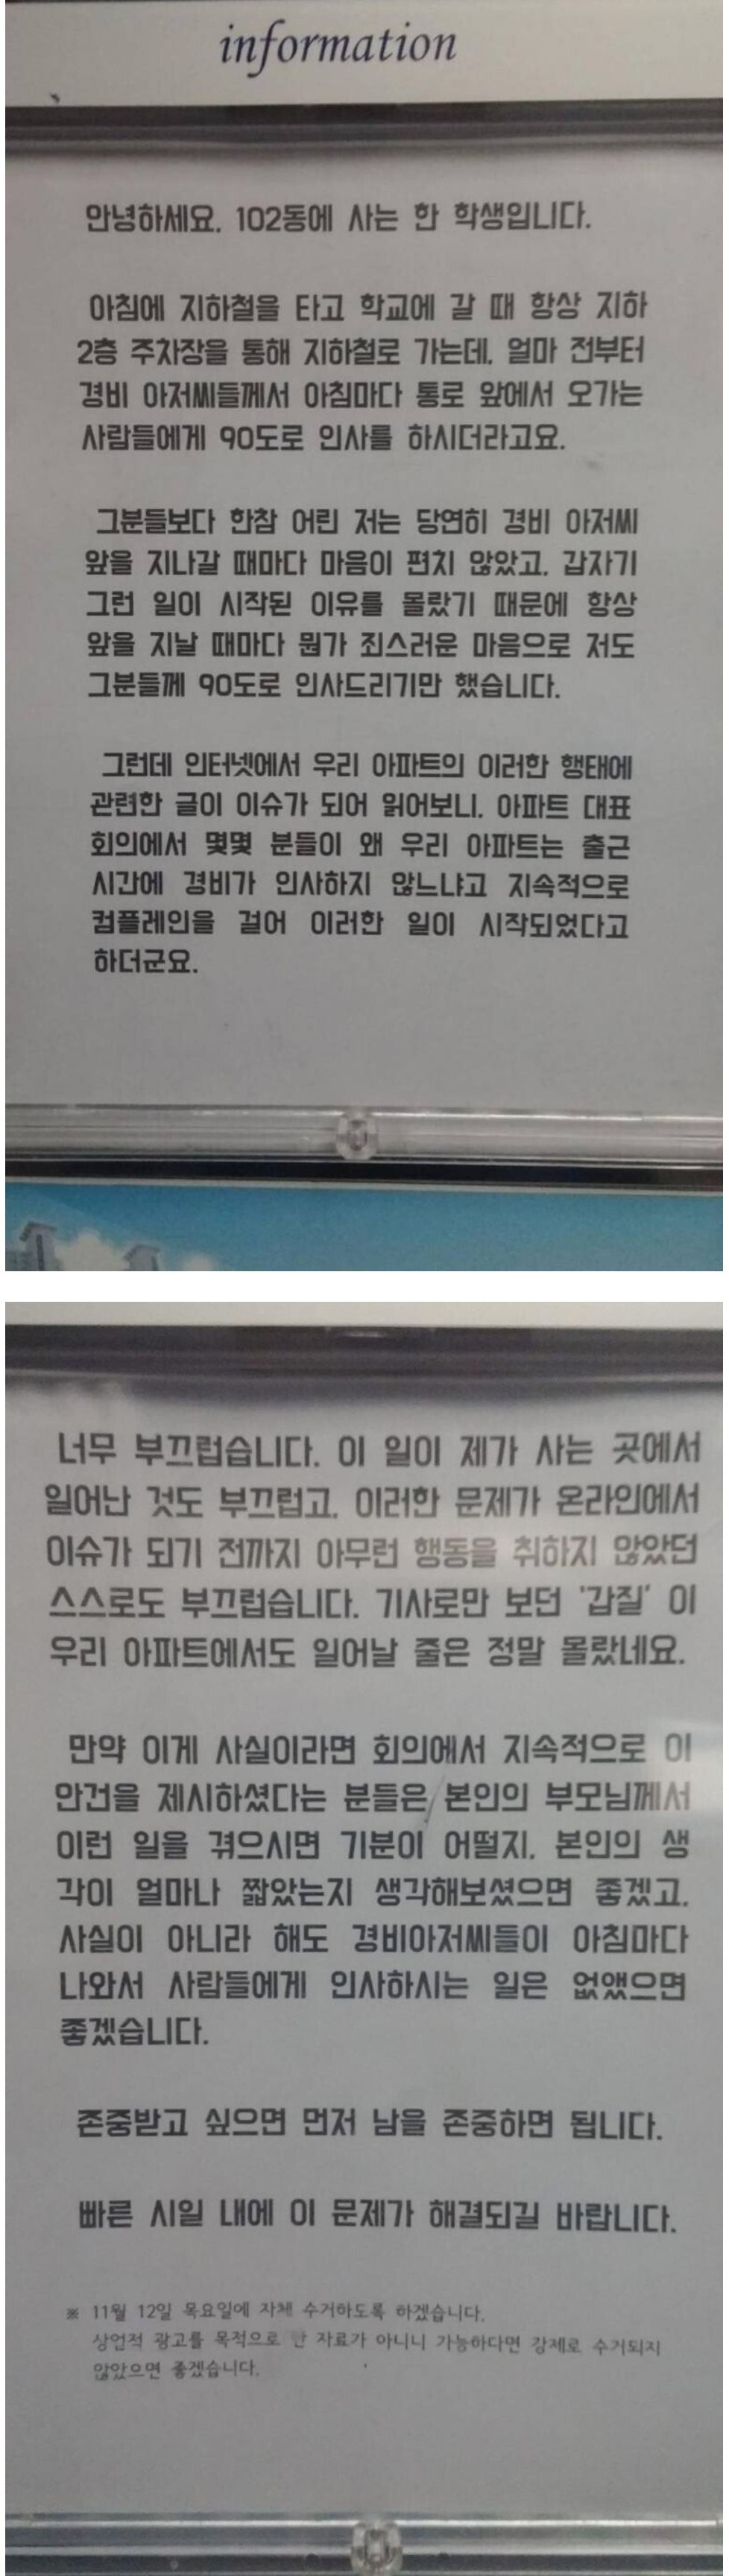 information
안녕하세요. 102동에 사는 한 학생입니다.
아침에 지하철을 타고 학교에 갈 때 항상 지하
2층 주차장을 통해 지하철로 가는데, 얼마 전부터
경비 아저씨들께서 아침마다 통로 앞에서 오가는
사람들에게 90도로 인사를 하시더라고요.
그분들보다 한참 어린 저는 당연히 경비 아저씨
앞을 지나갈 때마다 마음이 편치 않았고, 갑자기
그런 일이 시작된 이유를 몰랐기 때문에 항상
앞을 지날 때마다 뭔가 죄스러운 마음으로 저도
그분들께 90도로 인사드리기만 했습니다.
그런데 인터넷에서 우리 아파트의 이러한 행태에
관련한 글이 이슈가 되어 읽어보니, 아파트 대표
회의에서 몇몇 분들이 왜 우리 아파트는 출근
시간에 경비가 인사하지 않느냐고 지속적으로
컴플레인을 걸어 이러한 일이 시작되었다고
하더군요.
너무 부끄럽습니다. 이 일이 제가 사는 곳에서
일어난 것도 부끄럽고, 이러한 문제가 온라인에서
이슈가 되기 전까지 아무런 행동을 취하지 않았던
스스로도 부끄럽습니다. 기사로만 보던 '갑질' 이
우리 아파트에서도 일어날 줄은 정말 몰랐네요.
만약 이게 사실이라면 회의에서 지속적으로 이
안건을 제시하셨다는 분들은 본인의 부모님께서
이런 일을 겪으시면 기분이 어떨지, 본인의 생
각이 얼마나 짧았는지 생각해보셨으면 좋겠고,
사실이 아니라 해도 경비아저씨들이 아침마다
나와서 사람들에게 인사하시는 일은 없앴으면
좋겠습니다.
존중받고 싶으면 먼저 남을 존중하면 됩니다.
빠른 시일 내에 이 문제가 해결되길 바랍니다.
※ 11월 12일 목요일에 자체 수거하도록 하겠습니다.
상업적 광고를 목적으로 한 자료가 아니니 가능하다면 강제로 수거되지
않았으면 좋겠습니다.